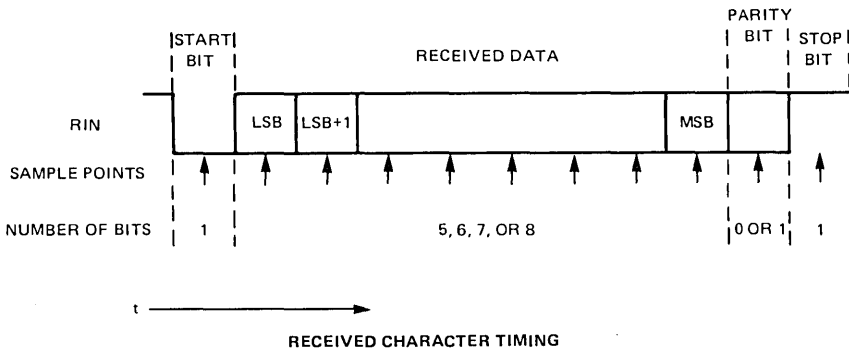 START BIT
RECEIVED DATA
PARITY BIT
STOP BIT
RIN
LSB
LSB+1
MSB
SAMPLE POINTS
NUMBER OF BITS
1
5, 6, 7, OR 8
0 OR 1
1
t
RECEIVED CHARACTER TIMING